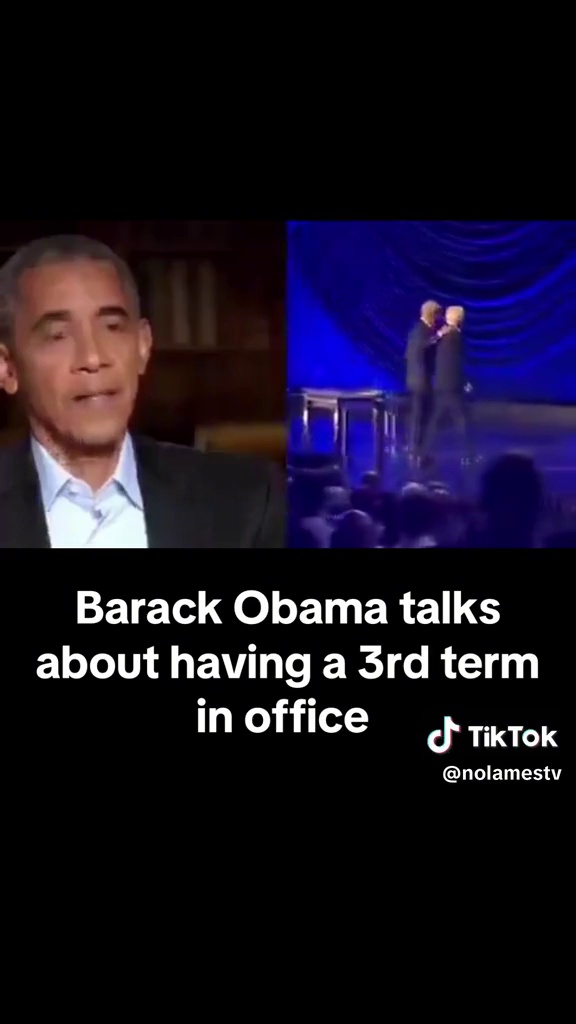 Barack Obama talks
about having a 3rd term
in office
TikTok
@nolamestv